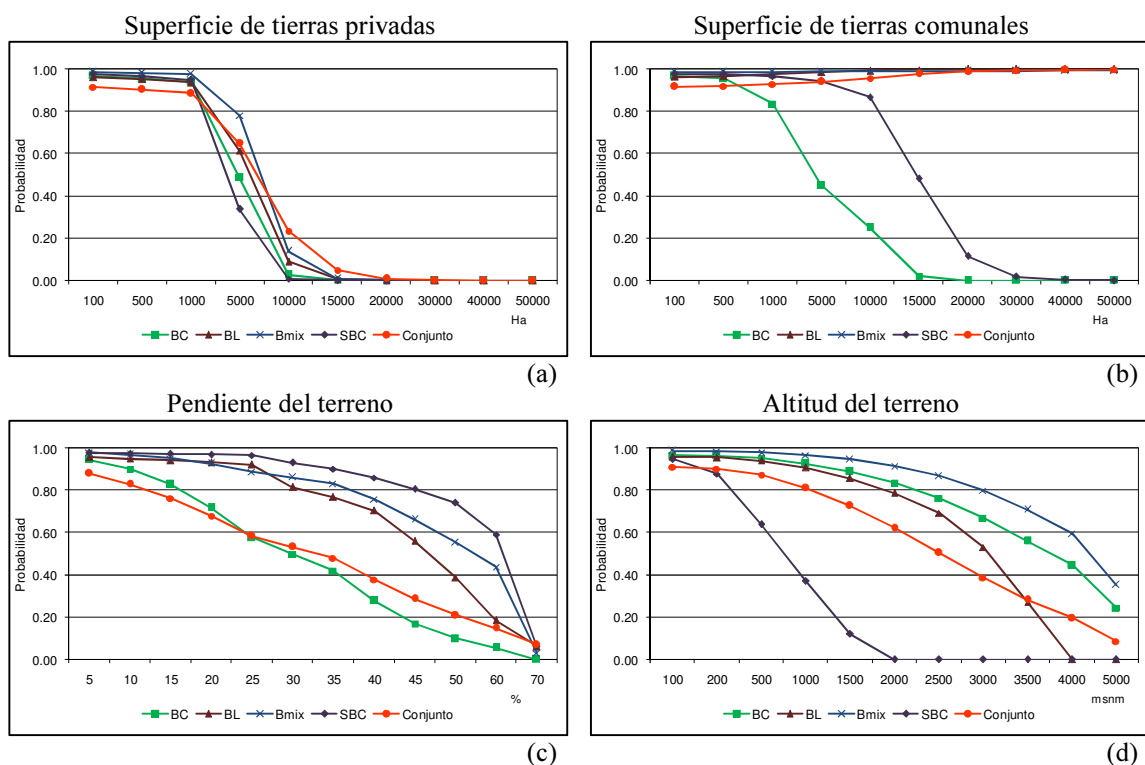 Superficie de tierras privadas
Probabilidad
1.00
0.80
0.60
0.40
0.20
0.00
100 500 1000 5000 10000 15000 20000 30000 40000 50000
Ha
BC BL Bmix SBC Conjunto
(a)
Superficie de tierras comunales
Probabilidad
1.00
0.80
0.60
0.40
0.20
0.00
100 500 1000 5000 10000 15000 20000 30000 40000 50000
Ha
BC BL Bmix SBC Conjunto
(b)
Pendiente del terreno
Probabilidad
1.00
0.80
0.60
0.40
0.20
0.00
5 10 15 20 25 30 35 40 45 50 60 70
%
BC BL Bmix SBC Conjunto
(c)
Altitud del terreno
Probabilidad
1.00
0.80
0.60
0.40
0.20
0.00
100 200 500 1000 1500 2000 2500 3000 3500 4000 5000
msnm
BC BL Bmix SBC Conjunto
(d)